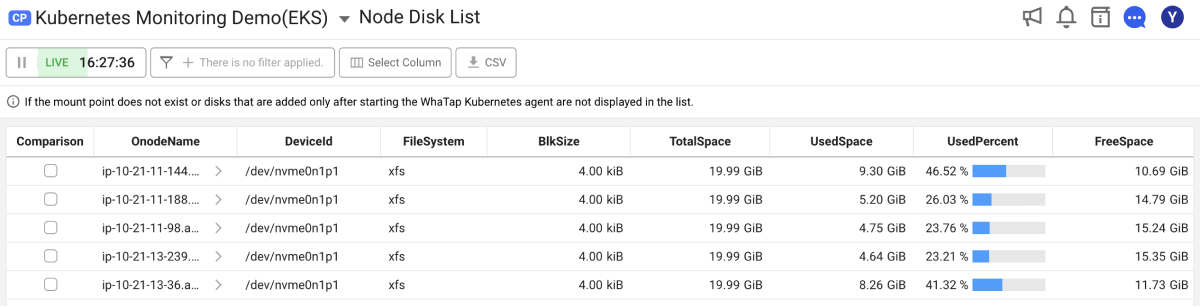 CP Kubernetes Monitoring Demo(EKS) Node Disk List Y
LIVE 16:27:36 There is no filter applied. Select Column CSV
If the mount point does not exist or disks that are added only after starting the WhaTap Kubernetes agent are not displayed in the list.
Comparison OnodeName DeviceId FileSystem BlkSize TotalSpace UsedSpace UsedPercent FreeSpace
ip-10-21-11-144.... /dev/nvme0n1p1 xfs 4.00 kiB 19.99 GiB 9.30 GiB 46.52 % 10.69 GiB
ip-10-21-11-188.... /dev/nvme0n1p1 xfs 4.00 kiB 19.99 GiB 5.20 GiB 26.03 % 14.79 GiB
ip-10-21-11-98.a... /dev/nvme0n1p1 xfs 4.00 kiB 19.99 GiB 4.75 GiB 23.76 % 15.24 GiB
ip-10-21-13-239.... /dev/nvme0n1p1 xfs 4.00 kiB 19.99 GiB 4.64 GiB 23.21 % 15.35 GiB
ip-10-21-13-36.a... /dev/nvme0n1p1 xfs 4.00 kiB 19.99 GiB 8.26 GiB 41.32 % 11.73 GiB